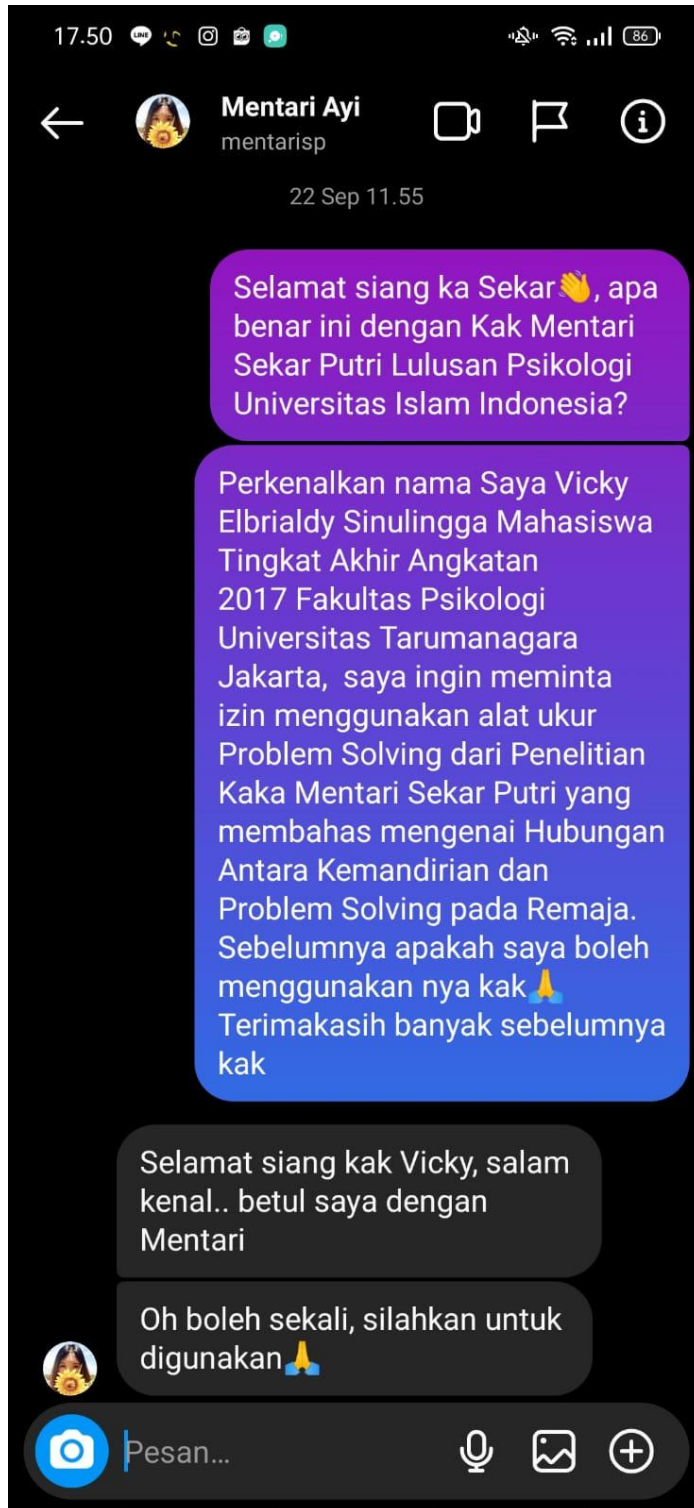 17.50
LINE
86
Mentari Ayi
mentarisp
22 Sep 11.55
Selamat siang ka Sekar👋, apa
benar ini dengan Kak Mentari
Sekar Putri Lulusan Psikologi
Universitas Islam Indonesia?
Perkenalkan nama Saya Vicky
Elbrialdy Sinulingga Mahasiswa
Tingkat Akhir Angkatan
2017 Fakultas Psikologi
Universitas Tarumanagara
Jakarta,  saya ingin meminta
izin menggunakan alat ukur
Problem Solving dari Penelitian
Kaka Mentari Sekar Putri yang
membahas mengenai Hubungan
Antara Kemandirian dan
Problem Solving pada Remaja.
Sebelumnya apakah saya boleh
menggunakan nya kak🙏
Terimakasih banyak sebelumnya
kak
Selamat siang kak Vicky, salam
kenal.. betul saya dengan
Mentari
Oh boleh sekali, silahkan untuk
digunakan🙏
Pesan...